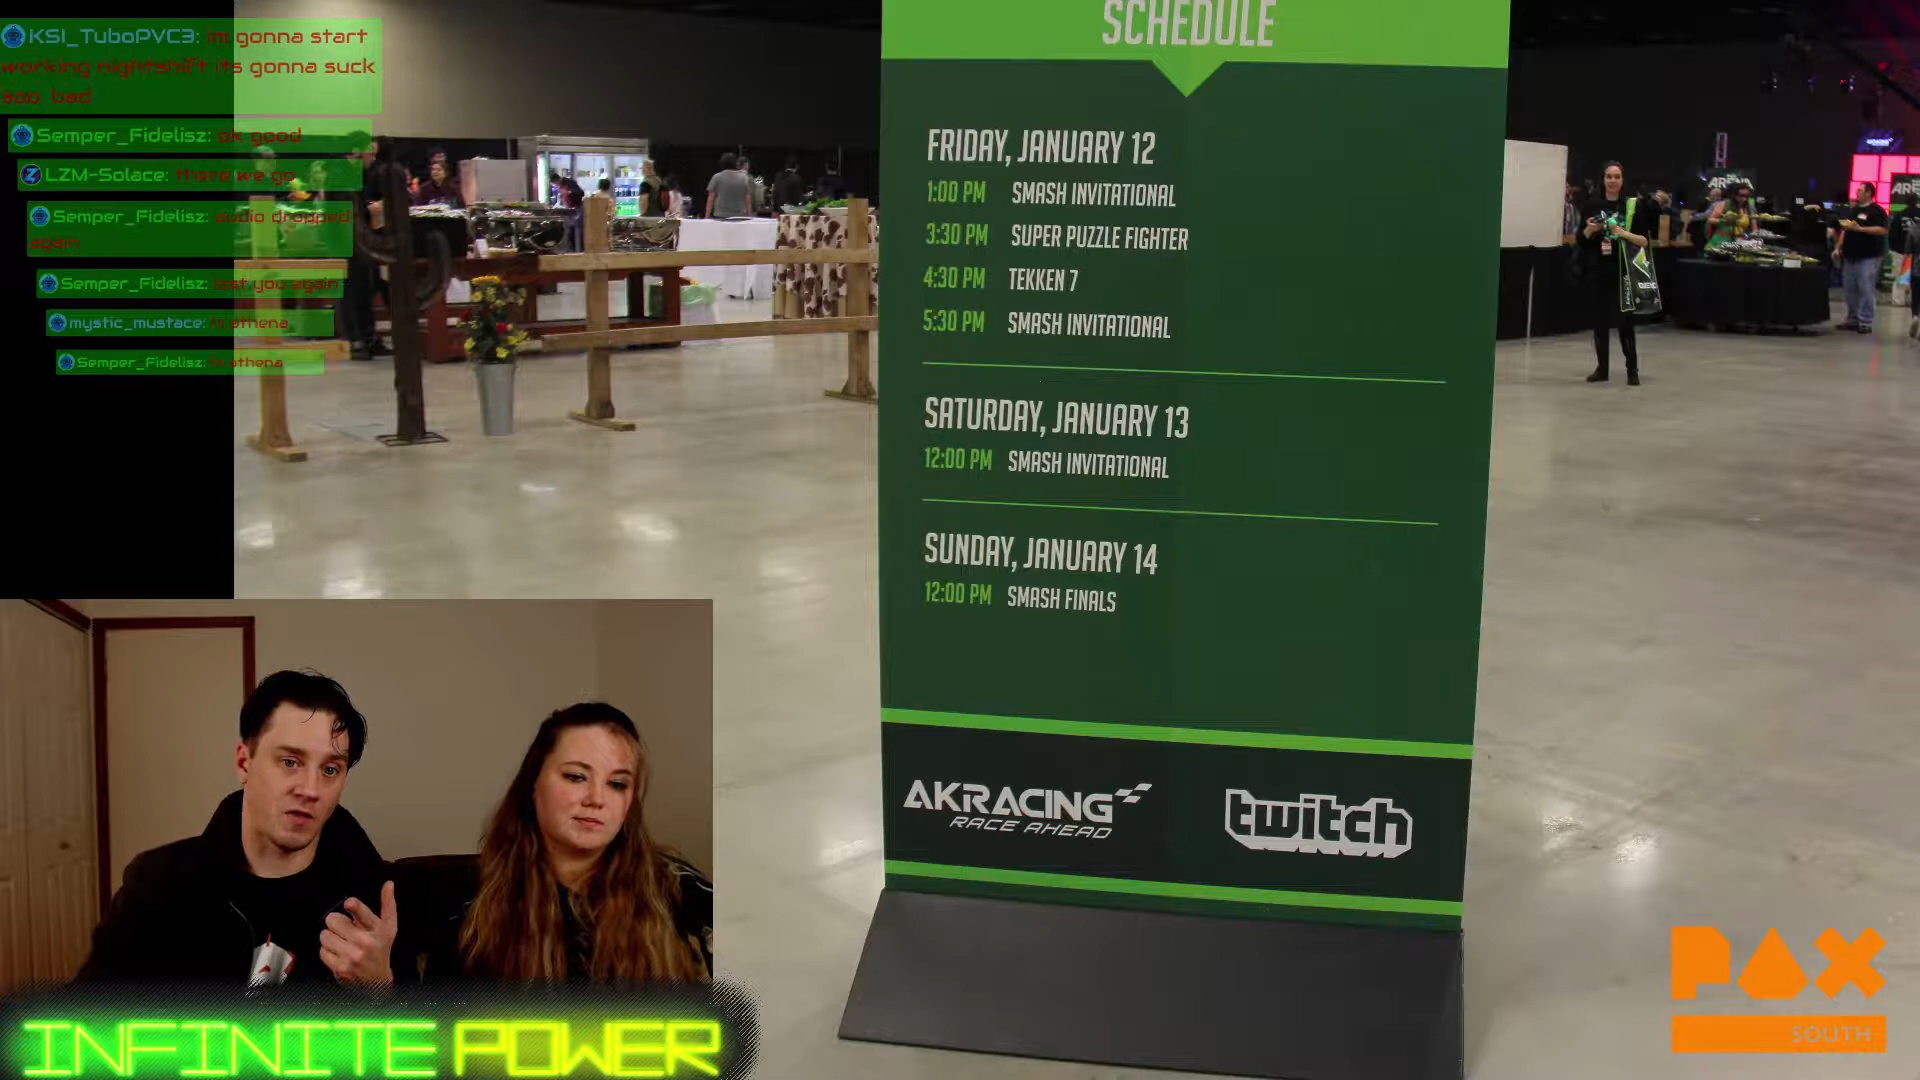 KSI_TuboPVC3: im gonna start
working nightshift its gonna suck
soo bad
Semper_Fidelisz: ok good
LZM-Solace: there we go
Semper_Fidelisz: audio dropped
again
Semper_Fidelisz: lost you again
mystic_mustace: hi athena
Semper_Fidelisz: hi athena
SCHEDULE
FRIDAY, JANUARY 12
1:00 PM SMASH INVITATIONAL
3:30 PM SUPER PUZZLE FIGHTER
4:30 PM TEKKEN 7
5:30 PM SMASH INVITATIONAL
SATURDAY, JANUARY 13
12:00 PM SMASH INVITATIONAL
SUNDAY, JANUARY 14
12:00 PM SMASH FINALS
AKRACING
RACE AHEAD
twitch
ARENA
INFINITE POWER
PAX
SOUTH